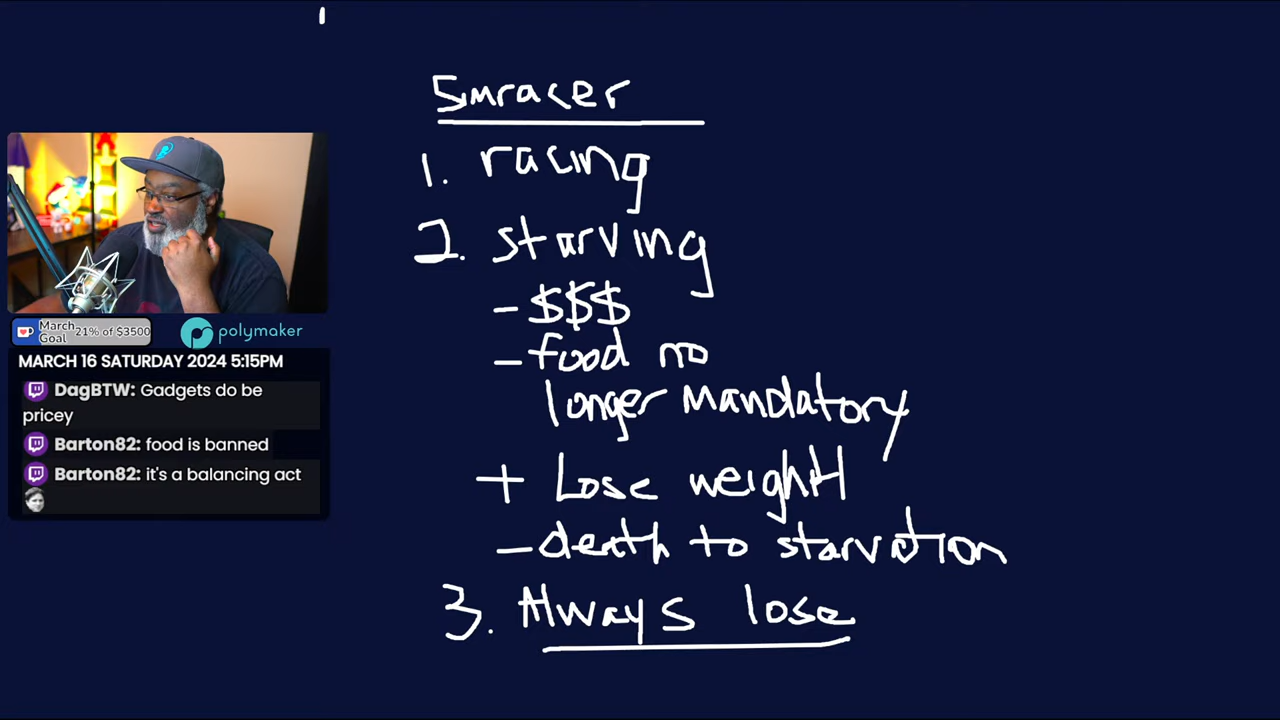 Simracer
1. racing
2. starving
- $$$
- food no
longer mandatory
+ Lose weight
- death to starvation
3. Always lose
March
Goal
21% of $3500
polymaker
MARCH 16 SATURDAY 2024 5:15PM
DagBTW: Gadgets do be
pricey
Barton82: food is banned
Barton82: it's a balancing act